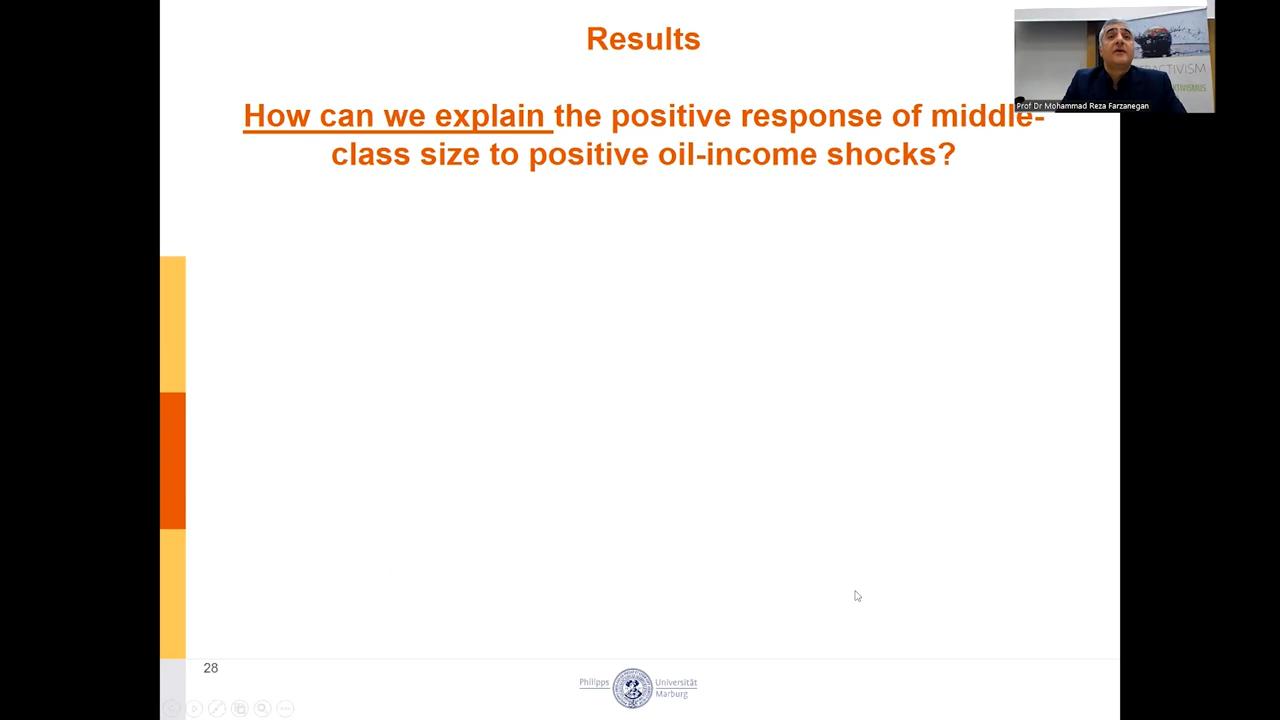 Results
How can we explain the positive response of middle-
class size to positive oil-income shocks?
Prof Dr Mohammad Reza Farzanegan
28
Philipps Universität
Marburg